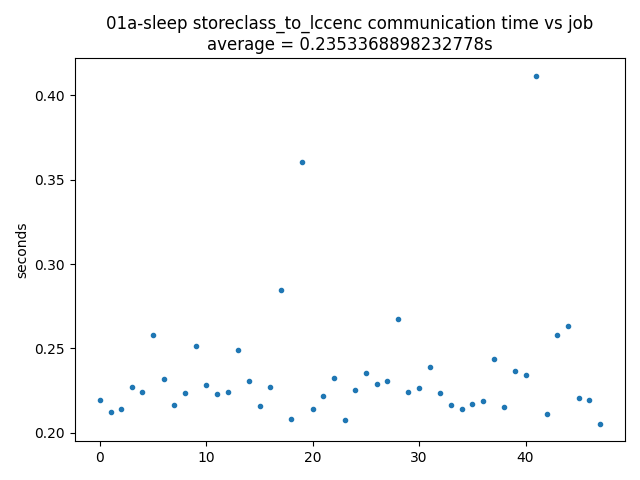 01a-sleep storeclass_to_lccenc communication time vs job
average = 0.2353368898232778s
0.40
0.35
0.30
0.25
0.20
seconds
0 10 20 30 40